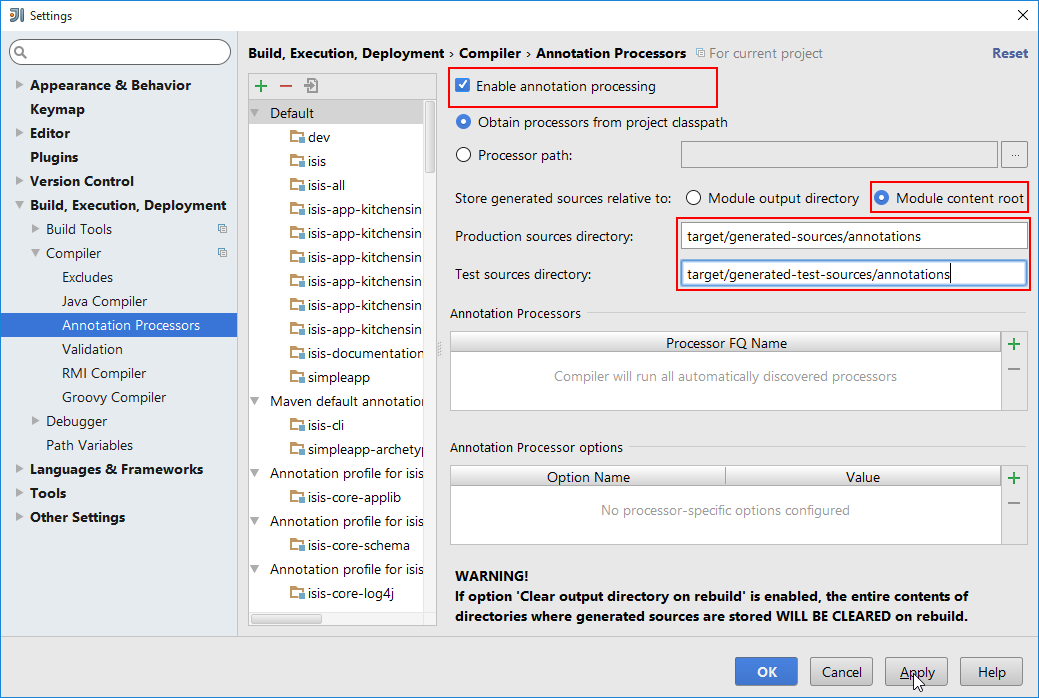 Settings
Build, Execution, Deployment › Compiler › Annotation Processors For current project Reset
Appearance & Behavior
Keymap
Editor
Plugins
Version Control
Build, Execution, Deployment
Build Tools
Compiler
Excludes
Java Compiler
Annotation Processors
Validation
RMI Compiler
Groovy Compiler
Debugger
Path Variables
Languages & Frameworks
Tools
Other Settings
Default
dev
isis
isis-all
isis-app-kitchensin
isis-app-kitchensin
isis-app-kitchensin
isis-app-kitchensin
isis-app-kitchensin
isis-app-kitchensin
isis-documentation
simpleapp
Maven default annotation
isis-cli
simpleapp-archetyp
Annotation profile for isis
isis-core-applib
Annotation profile for isis
isis-core-schema
Annotation profile for isis
isis-core-log4j
Enable annotation processing
Obtain processors from project classpath
Processor path: ...
Store generated sources relative to: Module output directory Module content root
Production sources directory: target/generated-sources/annotations
Test sources directory: target/generated-test-sources/annotations
Annotation Processors
Processor FQ Name
Compiler will run all automatically discovered processors
Annotation Processor options
Option Name Value
No processor-specific options configured
WARNING!
If option 'Clear output directory on rebuild' is enabled, the entire contents of
directories where generated sources are stored WILL BE CLEARED on rebuild.
OK Cancel Apply Help